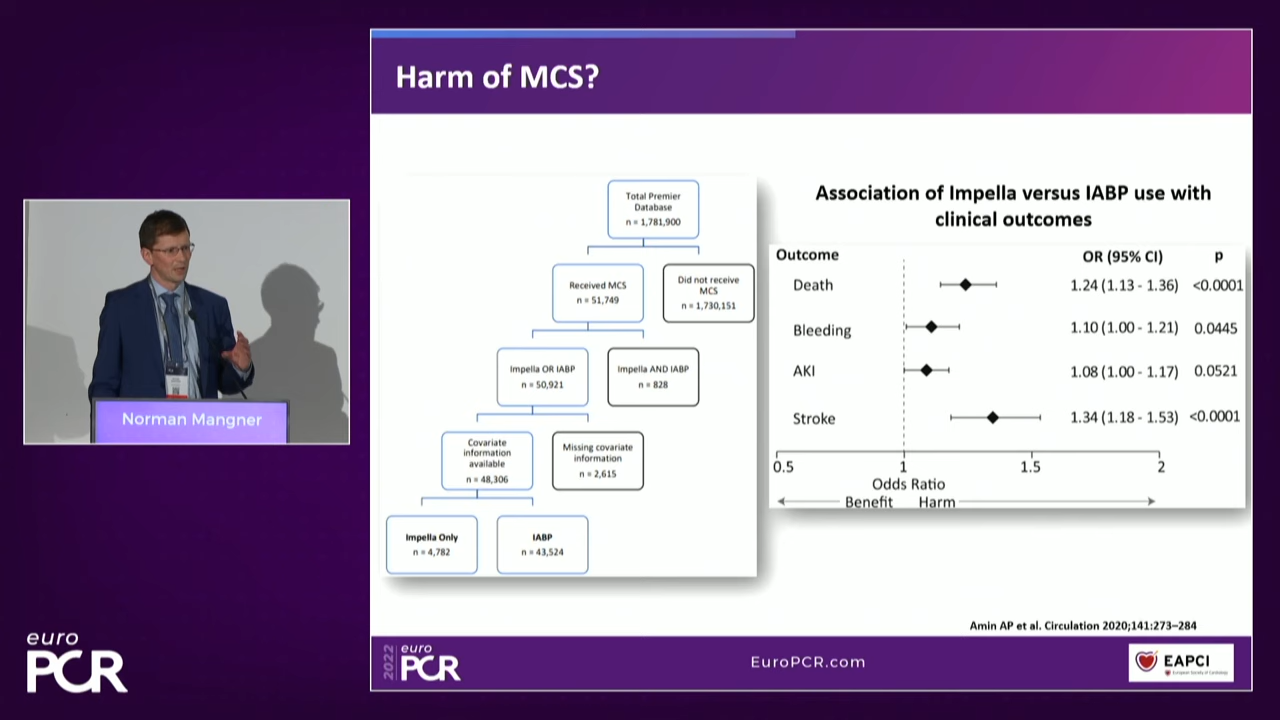 Harm of MCS?
Total Premier
Database
n = 1,781,900
Received MCS
n = 51,749
Did not receive
MCS
n = 1,730,151
Impella OR IABP
n = 50,921
Impella AND IABP
n = 828
Covariate
information
available
n = 48,306
Missing covariate
information
n = 2,615
Impella Only
n = 4,782
IABP
n = 43,524
Association of Impella versus IABP use with
clinical outcomes
Outcome OR (95% CI) p
Death 1.24 (1.13 - 1.36) <0.0001
Bleeding 1.10 (1.00 - 1.21) 0.0445
AKI 1.08 (1.00 - 1.17) 0.0521
Stroke 1.34 (1.18 - 1.53) <0.0001
0.5 1 1.5 2
Odds Ratio
Benefit Harm
Amin AP et al. Circulation 2020;141:273–284
Norman Mangner
euro
PCR
2022
euro
PCR
EuroPCR.com
EAPCI
European Society of Cardiology